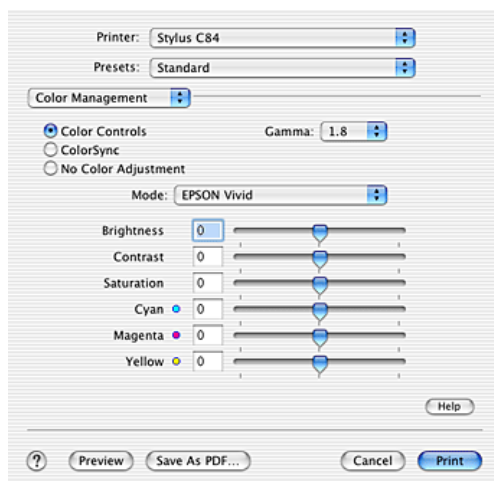 Printer: Stylus C84
Presets: Standard
Color Management
Color Controls Gamma: 1.8
ColorSync
No Color Adjustment
Mode: EPSON Vivid
Brightness 0
Contrast 0
Saturation 0
Cyan 0
Magenta 0
Yellow 0
Help
? Preview Save As PDF... Cancel Print